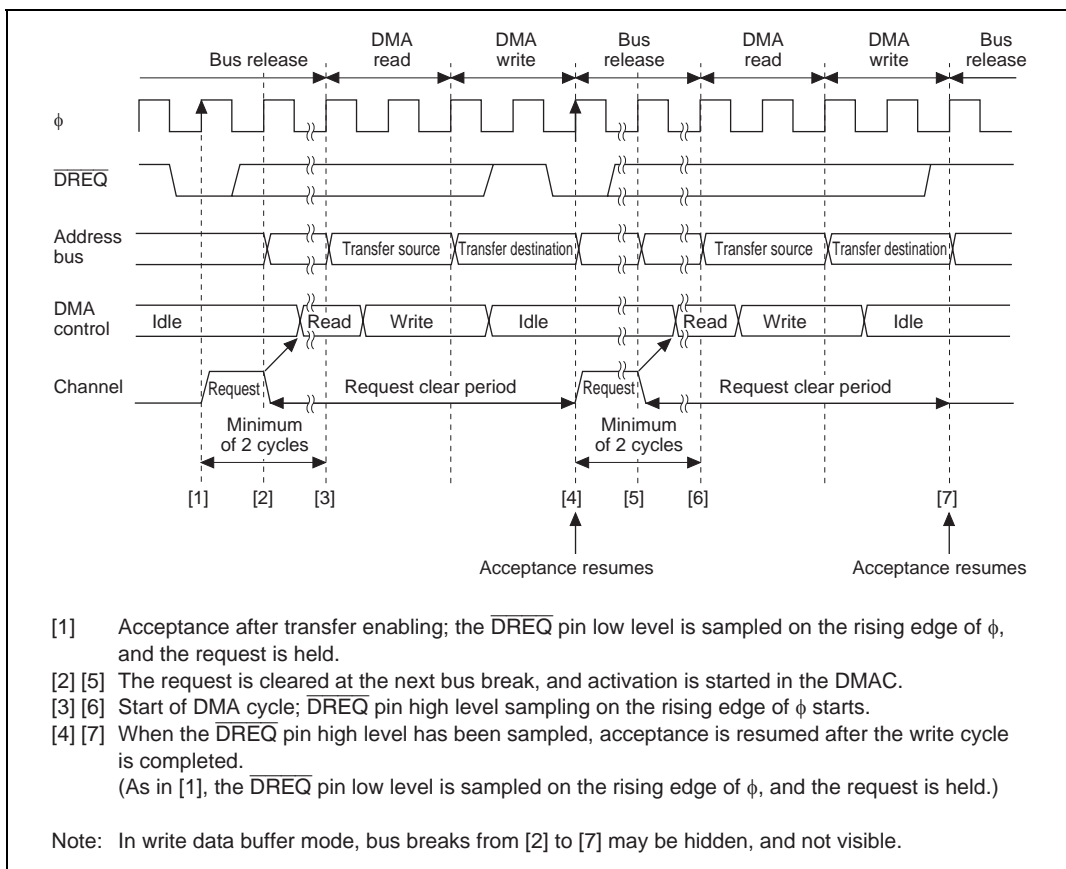 DMA DMA Bus DMA DMA Bus
Bus release read write release read write release
φ
DREQ
Address
bus
Transfer source Transfer destination Transfer source Transfer destination
DMA
control
Idle Read Write Idle Read Write Idle
Channel Request Request clear period Request Request clear period
Minimum Minimum
of 2 cycles of 2 cycles
[1] [2] [3] [4] [5] [6] [7]
Acceptance resumes Acceptance resumes
[1] Acceptance after transfer enabling; the DREQ pin low level is sampled on the rising edge of φ,
and the request is held.
[2] [5] The request is cleared at the next bus break, and activation is started in the DMAC.
[3] [6] Start of DMA cycle; DREQ pin high level sampling on the rising edge of φ starts.
[4] [7] When the DREQ pin high level has been sampled, acceptance is resumed after the write cycle
is completed.
(As in [1], the DREQ pin low level is sampled on the rising edge of φ, and the request is held.)
Note: In write data buffer mode, bus breaks from [2] to [7] may be hidden, and not visible.